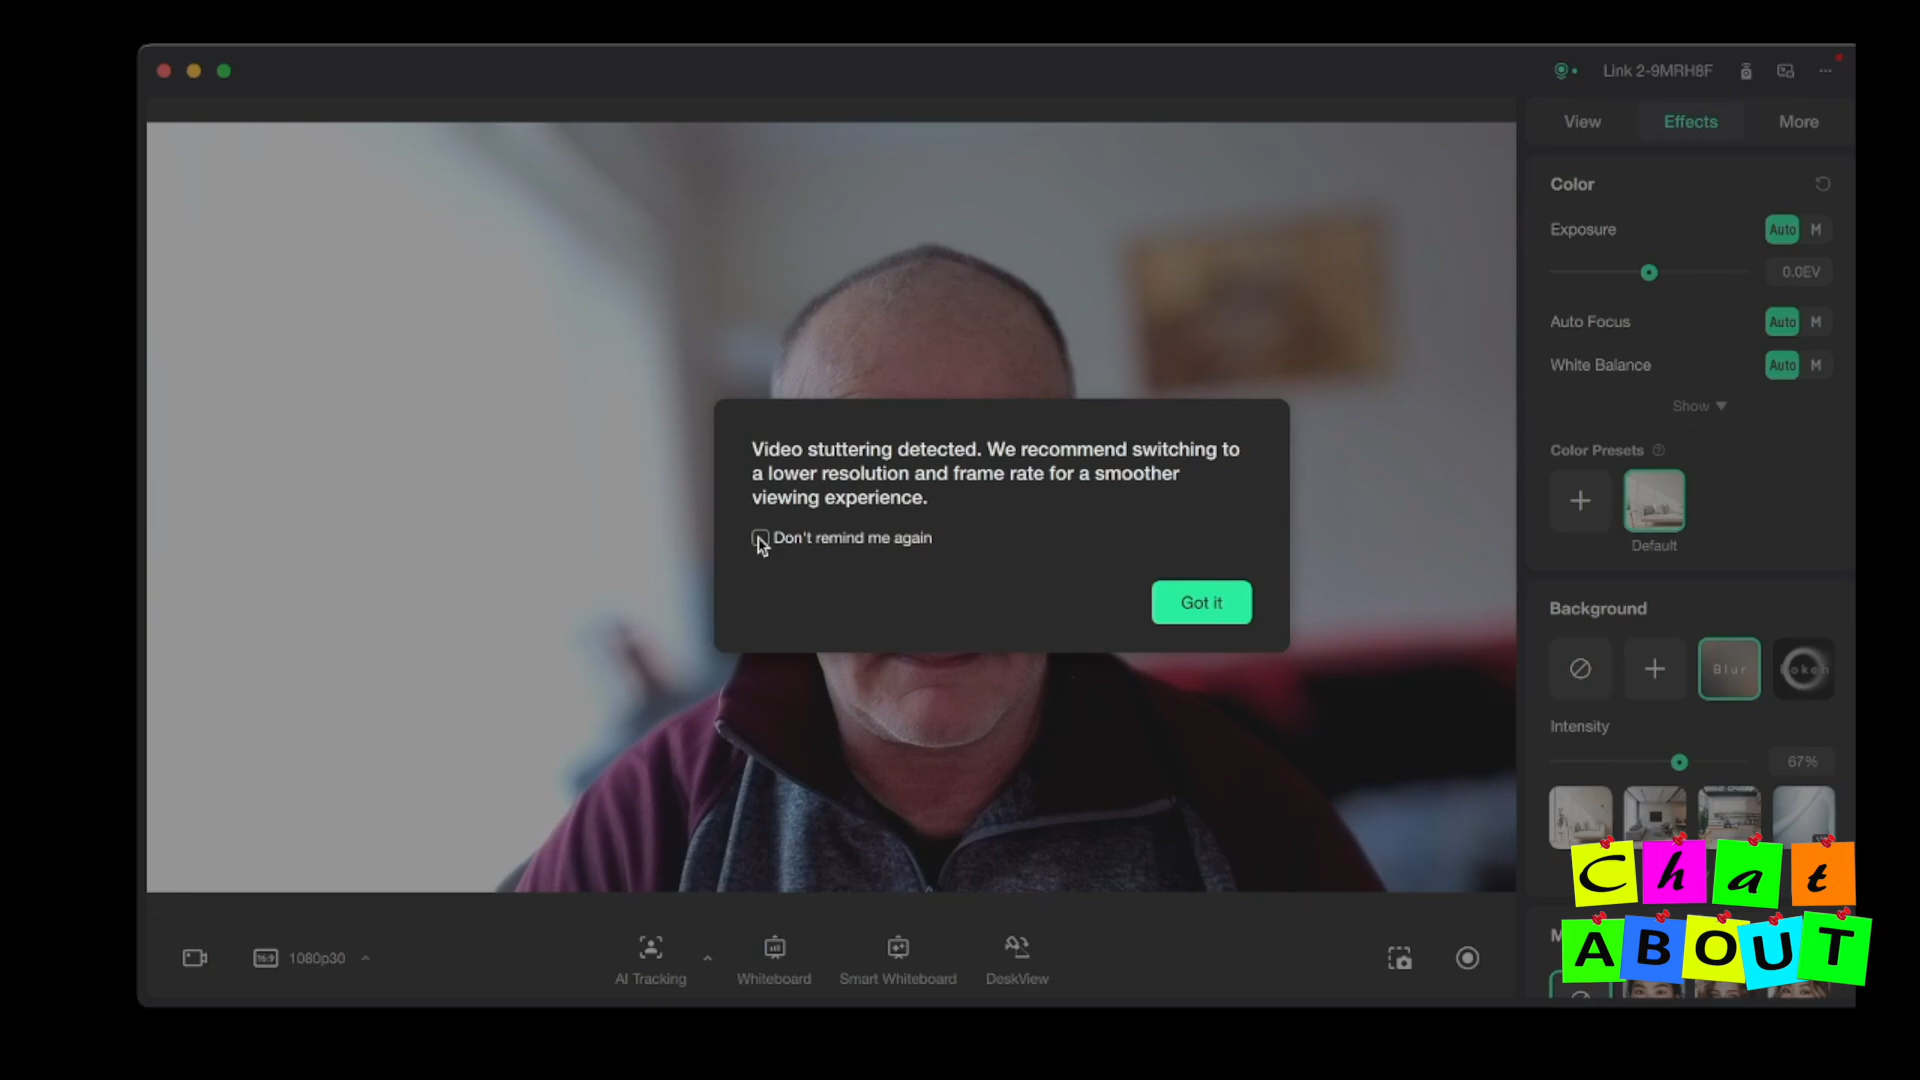 Link 2-9MRH8F
View Effects More
Color
Exposure Auto M
0.0EV
Auto Focus Auto M
White Balance Auto M
Show
Color Presets
Default
Video stuttering detected. We recommend switching to
a lower resolution and frame rate for a smoother
viewing experience.
Don't remind me again
Got it
Background
Blur
Intensity
67%
16:9 1080p30
AI Tracking Whiteboard Smart Whiteboard DeskView
Chat
ABOUT